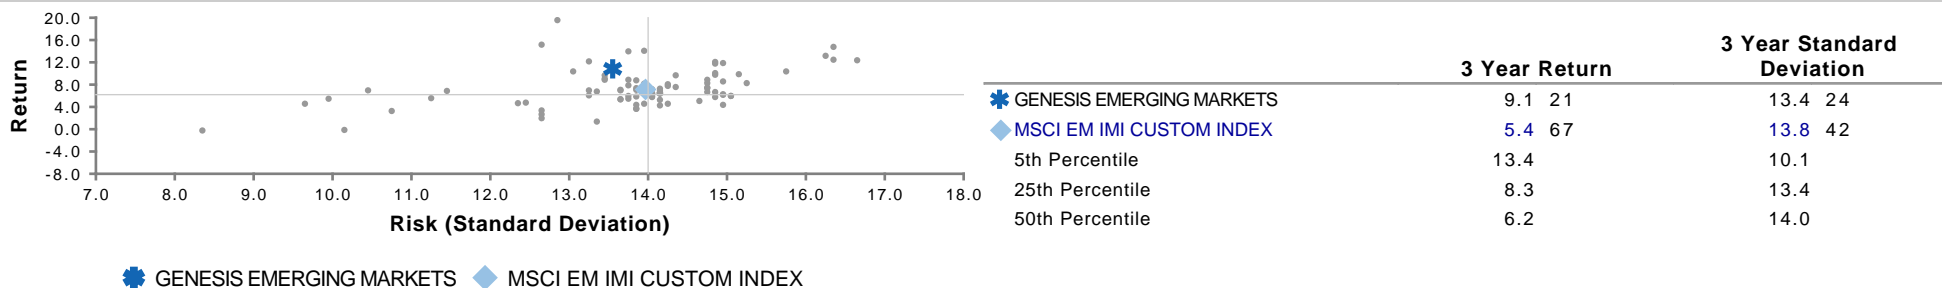 20.0
16.0
12.0
8.0
4.0
0.0
-4.0
-8.0
Return
7.0 8.0 9.0 10.0 11.0 12.0 13.0 14.0 15.0 16.0 17.0 18.0
Risk (Standard Deviation)
GENESIS EMERGING MARKETS MSCI EM IMI CUSTOM INDEX
3 Year Return 3 Year Standard Deviation
GENESIS EMERGING MARKETS 9.1 21 13.4 24
MSCI EM IMI CUSTOM INDEX 5.4 67 13.8 42
5th Percentile 13.4 10.1
25th Percentile 8.3 13.4
50th Percentile 6.2 14.0